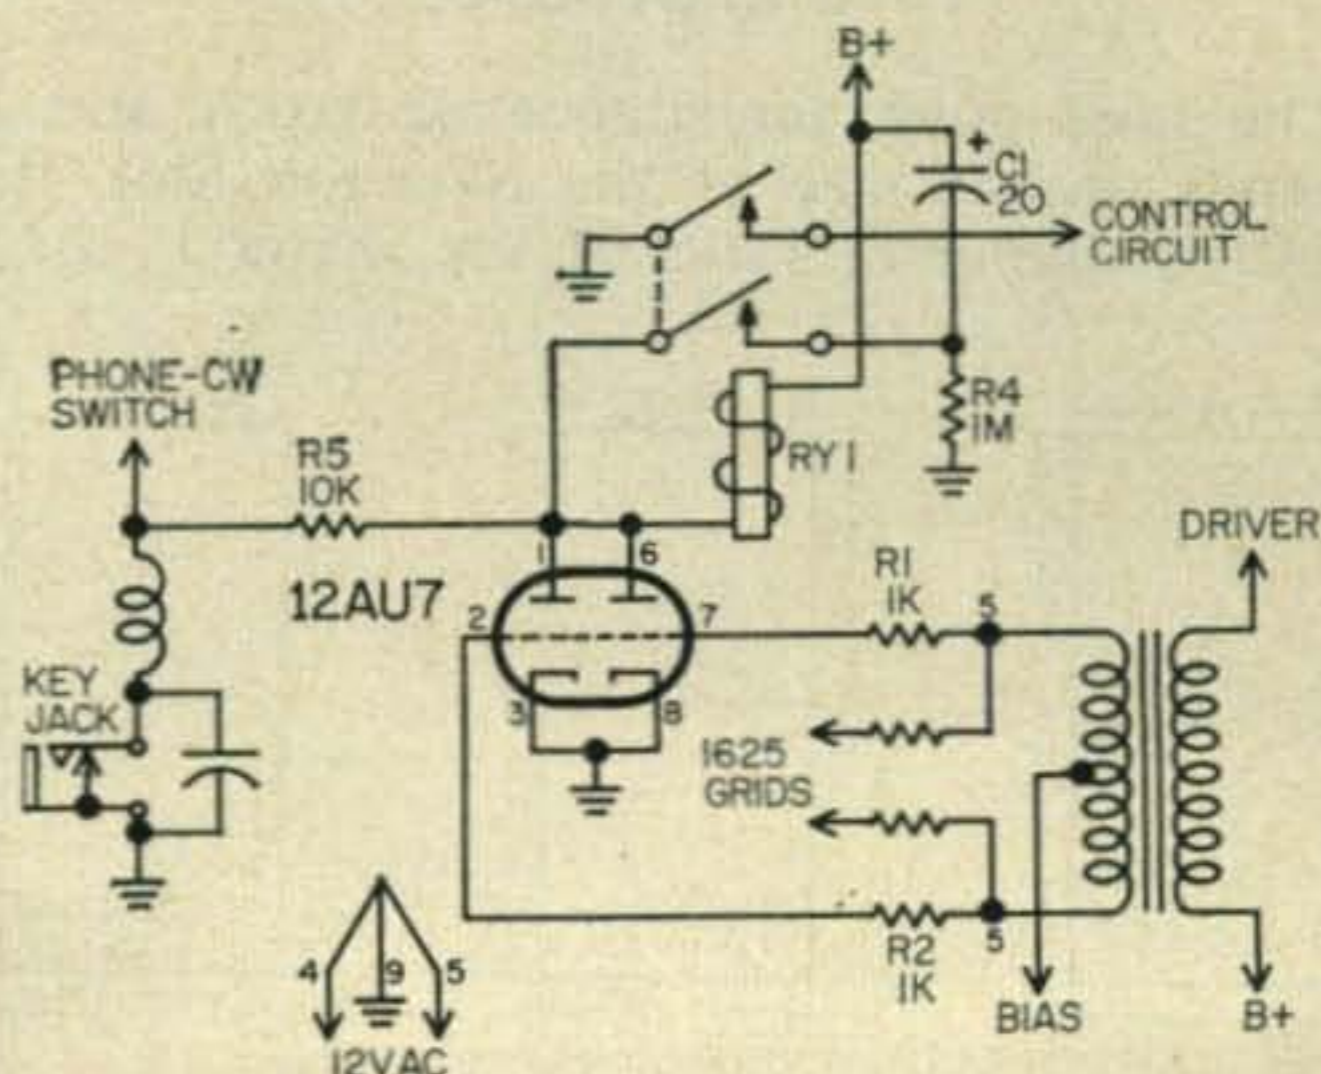 B+
+
C1
20
CONTROL
CIRCUIT
PHONE-CW
SWITCH
R5
10K
R4
1M
RY1
DRIVER
1
6
R1
1K
12AU7
2
7
5
KEY
JACK
3
8
1625
GRIDS
4
9
5
R2
1K
5
12VAC
BIAS
B+